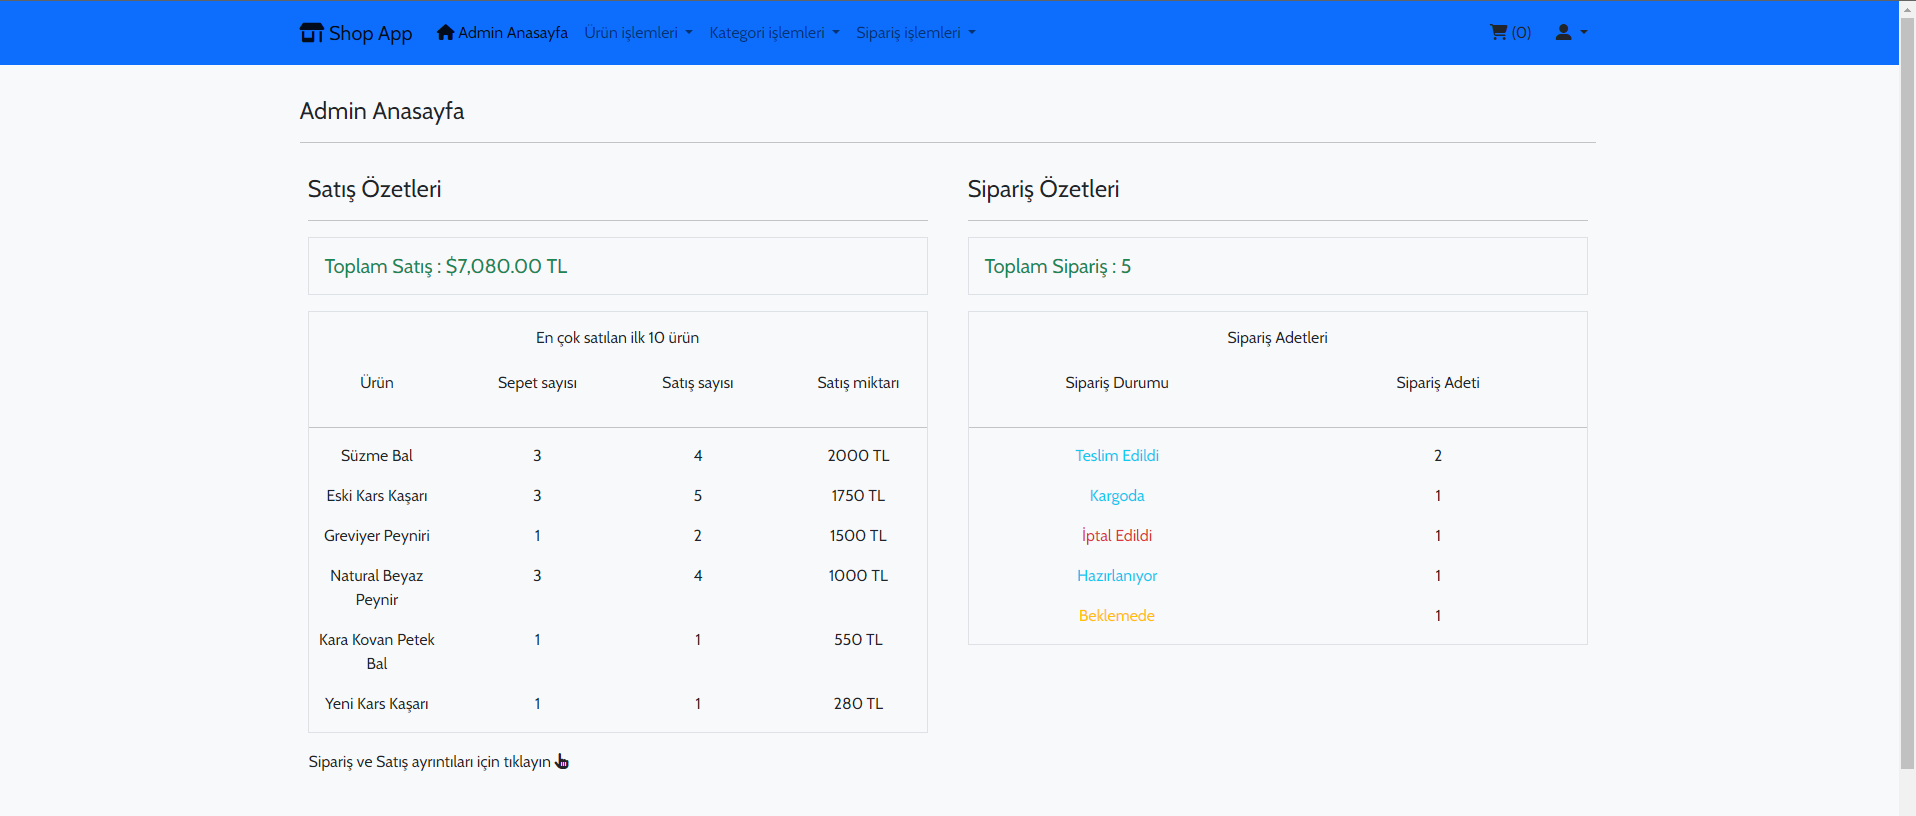 Shop App Admin Anasayfa Ürün işlemleri Kategori işlemleri Sipariş işlemleri (0)
Admin Anasayfa
Satış Özetleri
Toplam Satış : $7,080.00 TL
En çok satılan ilk 10 ürün
Ürün Sepet sayısı Satış sayısı Satış miktarı
Süzme Bal 3 4 2000 TL
Eski Kars Kaşarı 3 5 1750 TL
Greviyer Peyniri 1 2 1500 TL
Natural Beyaz 3 4 1000 TL
Peynir
Kara Kovan Petek 1 1 550 TL
Bal
Yeni Kars Kaşarı 1 1 280 TL
Sipariş ve Satış ayrıntıları için tıklayın
Sipariş Özetleri
Toplam Sipariş : 5
Sipariş Adetleri
Sipariş Durumu Sipariş Adeti
Teslim Edildi 2
Kargoda 1
İptal Edildi 1
Hazırlanıyor 1
Beklemede 1